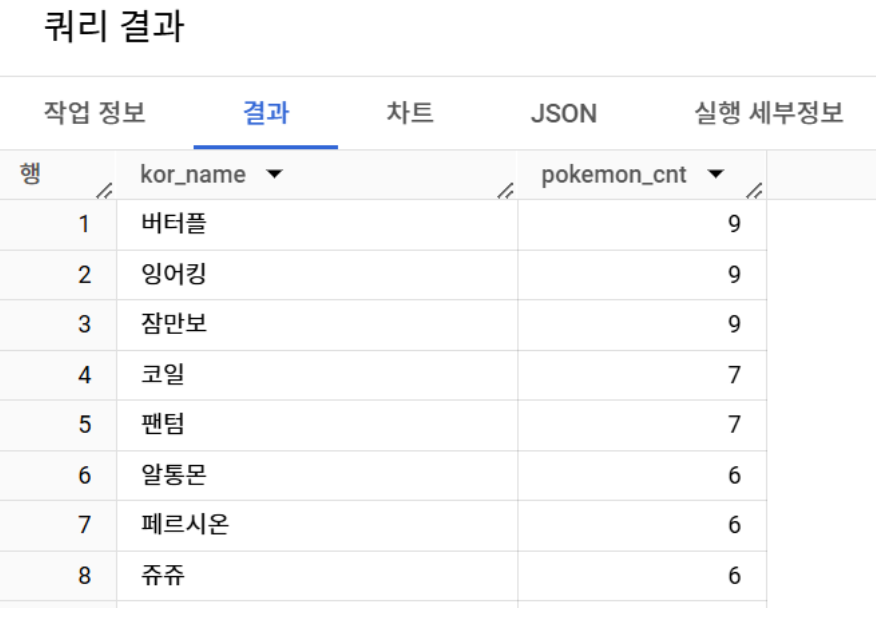 쿼리 결과
작업 정보 결과 차트 JSON 실행 세부정보
행 kor_name pokemon_cnt
1 버터플 9
2 잉어킹 9
3 잠만보 9
4 코일 7
5 팬텀 7
6 알통몬 6
7 페르시온 6
8 쥬쥬 6